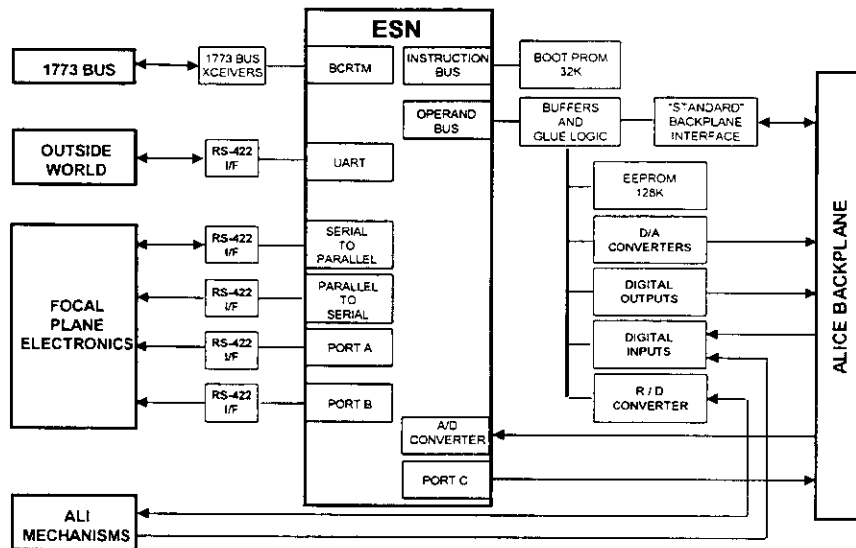 ESN
1773 BUS
1773 BUS
XCEIVERS
BCRTM
INSTRUCTION
BUS
BOOT PROM
32K
OPERAND
BUS
BUFFERS
AND
GLUE LOGIC
"STANDARD"
BACKPLANE
INTERFACE
OUTSIDE
WORLD
RS-422
I/F
UART
EEPROM
128K
FOCAL
PLANE
ELECTRONICS
RS-422
I/F
SERIAL
TO
PARALLEL
D/A
CONVERTERS
RS-422
I/F
PARALLEL
TO
SERIAL
DIGITAL
OUTPUTS
RS-422
I/F
PORT A
DIGITAL
INPUTS
RS-422
I/F
PORT B
R / D
CONVERTER
A/D
CONVERTER
PORT C
ALI
MECHANISMS
ALICE BACKPLANE